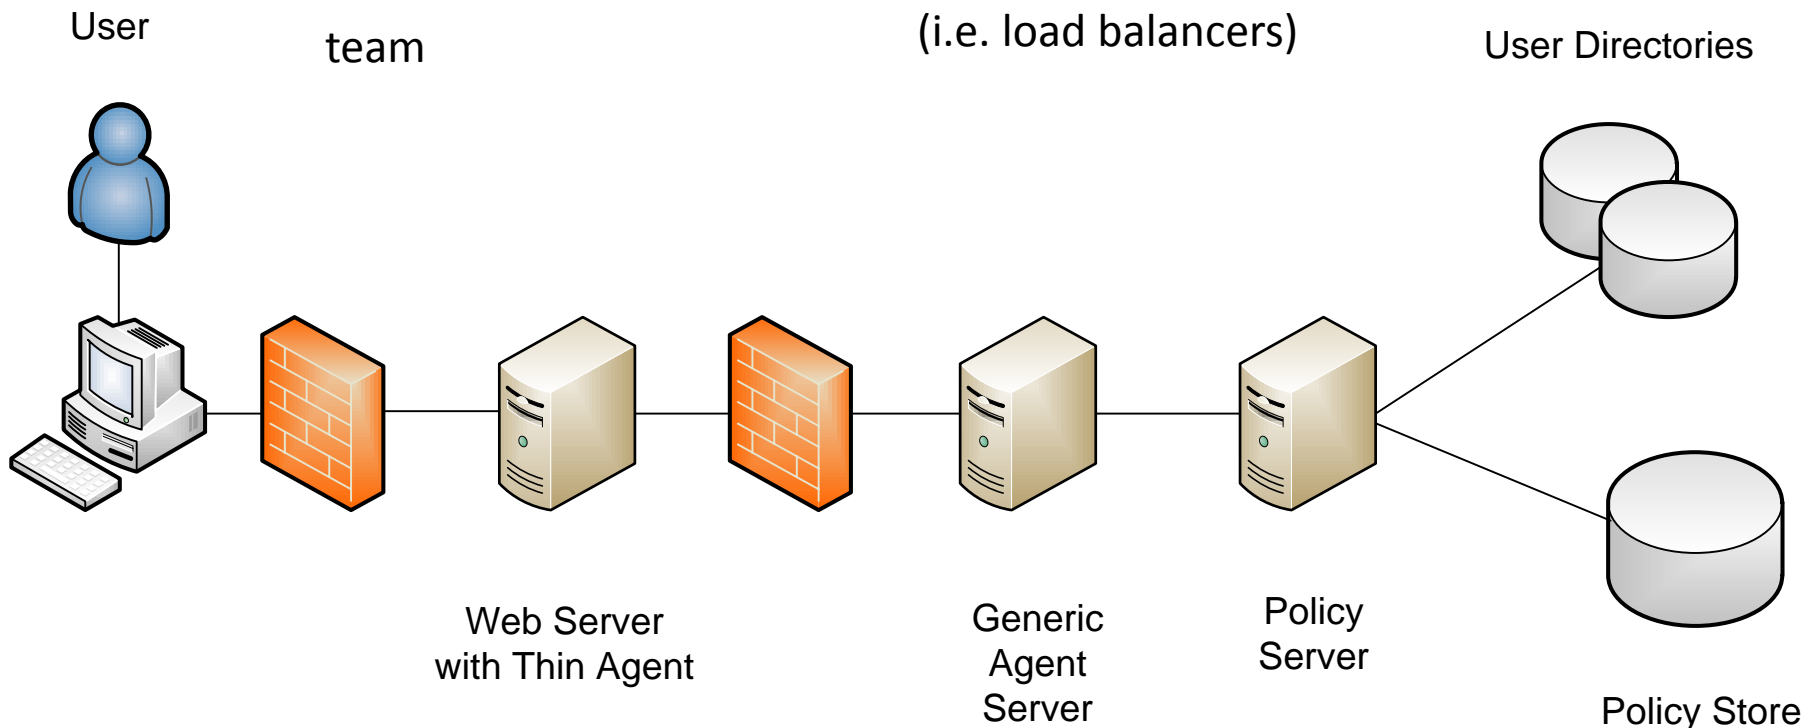 User
team
(i.e. load balancers)
User Directories
Web Server
with Thin Agent
Generic
Agent
Server
Policy
Server
Policy Store